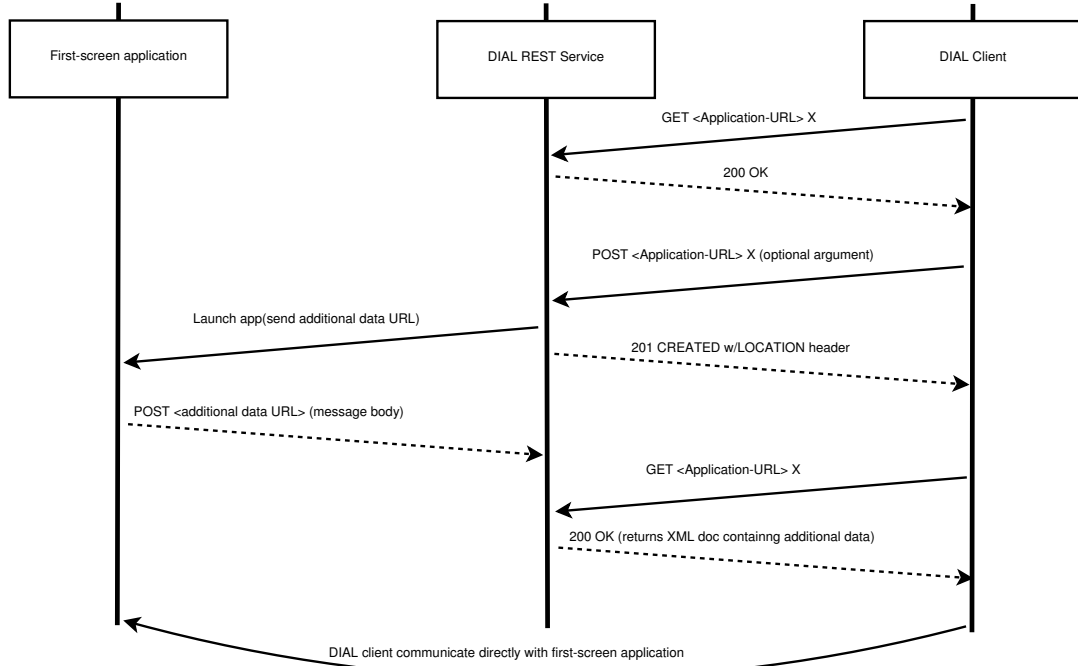 First-screen application
DIAL REST Service
DIAL Client
GET <Application-URL> X
200 OK
POST <Application-URL> X (optional argument)
Launch app(send additional data URL)
201 CREATED w/LOCATION header
POST <additional data URL> (message body)
GET <Application-URL> X
200 OK (returns XML doc containng additional data)
DIAL client communicate directly with first-screen application